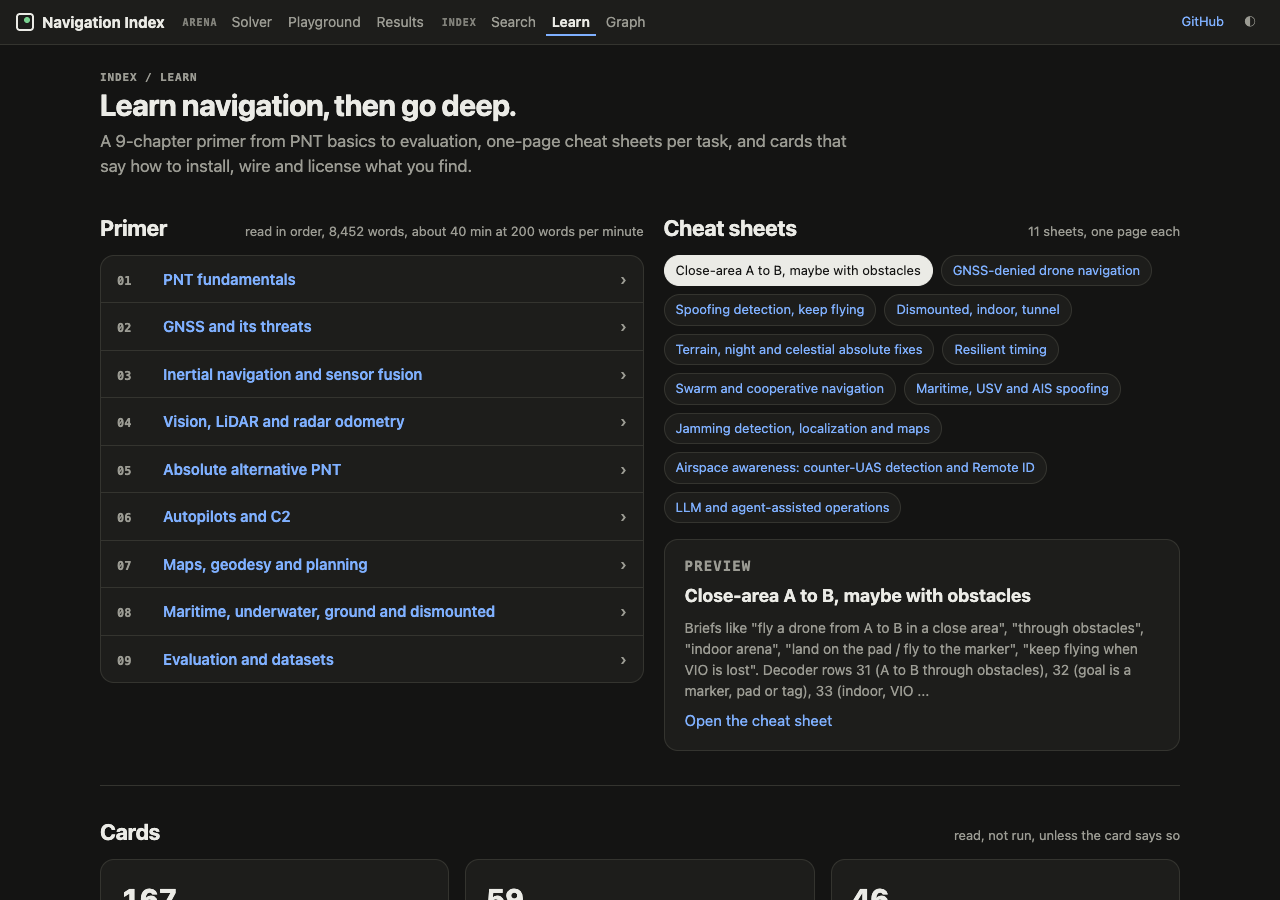 Navigation Index ARENA Solver Playground Results INDEX Search Learn Graph GitHub
INDEX / LEARN
Learn navigation, then go deep.
A 9-chapter primer from PNT basics to evaluation, one-page cheat sheets per task, and cards that
say how to install, wire and license what you find.
Primer read in order, 8,452 words, about 40 min at 200 words per minute
01 PNT fundamentals ›
02 GNSS and its threats ›
03 Inertial navigation and sensor fusion ›
04 Vision, LiDAR and radar odometry ›
05 Absolute alternative PNT ›
06 Autopilots and C2 ›
07 Maps, geodesy and planning ›
08 Maritime, underwater, ground and dismounted ›
09 Evaluation and datasets ›
Cheat sheets 11 sheets, one page each
Close-area A to B, maybe with obstacles GNSS-denied drone navigation
Spoofing detection, keep flying Dismounted, indoor, tunnel
Terrain, night and celestial absolute fixes Resilient timing
Swarm and cooperative navigation Maritime, USV and AIS spoofing
Jamming detection, localization and maps
Airspace awareness: counter-UAS detection and Remote ID
LLM and agent-assisted operations
PREVIEW
Close-area A to B, maybe with obstacles
Briefs like "fly a drone from A to B in a close area", "through obstacles",
"indoor arena", "land on the pad / fly to the marker", "keep flying when
VIO is lost". Decoder rows 31 (A to B through obstacles), 32 (goal is a
marker, pad or tag), 33 (indoor, VIO ...
Open the cheat sheet
Cards read, not run, unless the card says so
167 59 46